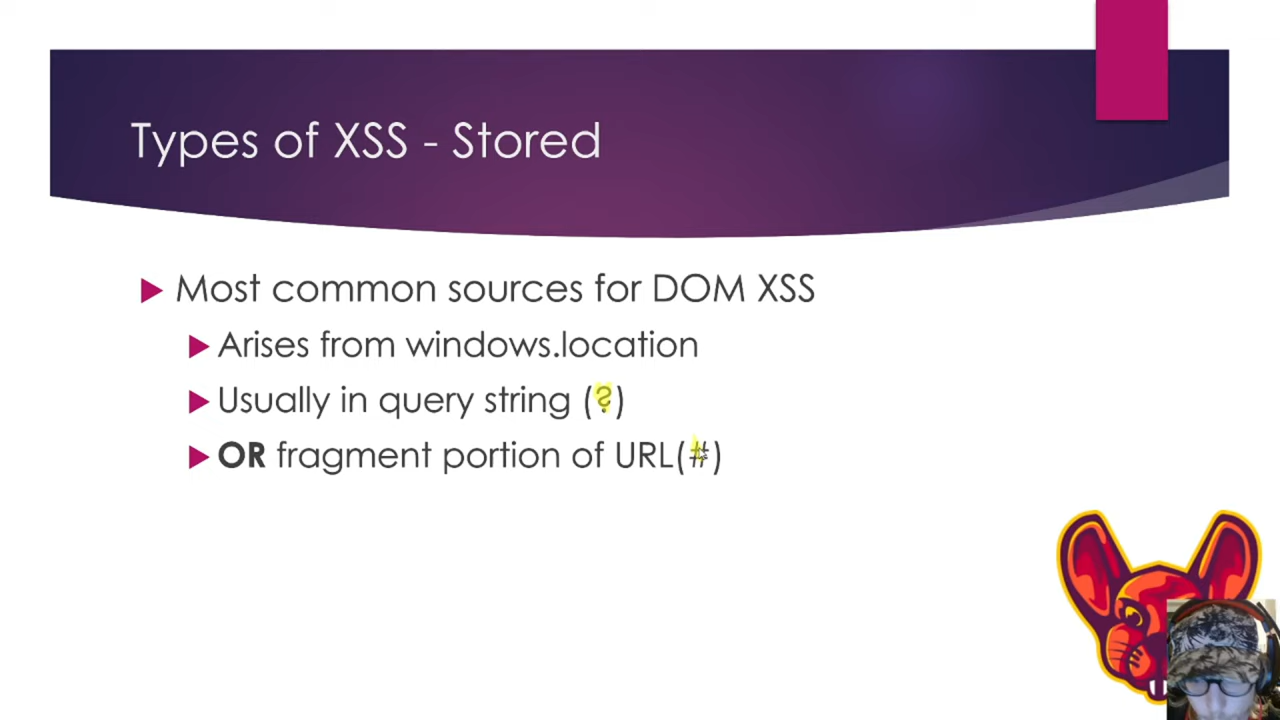 Types of XSS - Stored
Most common sources for DOM XSS
Arises from windows.location
Usually in query string (?)
OR fragment portion of URL(#)